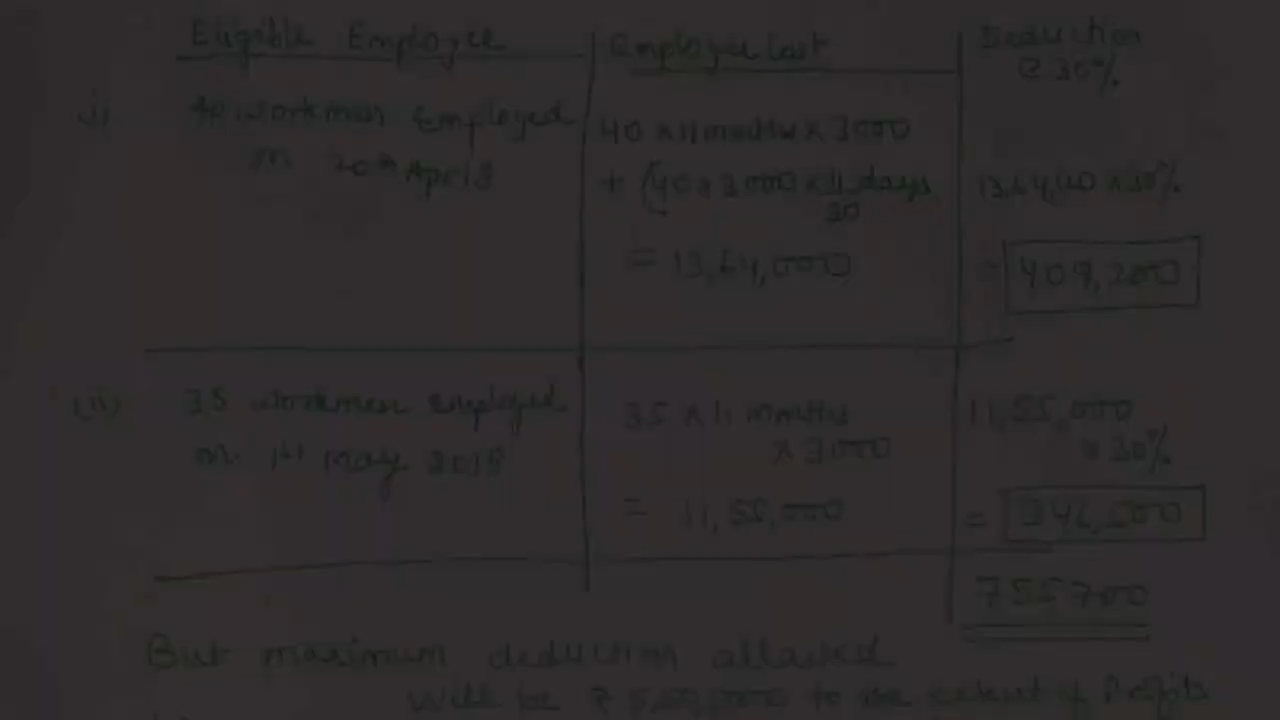 Eligible Employee
Employee Cost
Deduction
@ 30%
i)
40 workmen Employed
on 20th April 8
40 x 11 months x 3000
+ (40 x 3000 x 11 days
30
= 13,64,000
13,64,000 x 30%
= 409,200
(ii)
35 workmen employed
on 1st May 2018
35 x 11 months
x 3000
= 11,55,000
11,55,000
x 30%
= 346,500
755700
But maximum deduction allowed
will be ₹ 5,50,000 to the extent of Profits